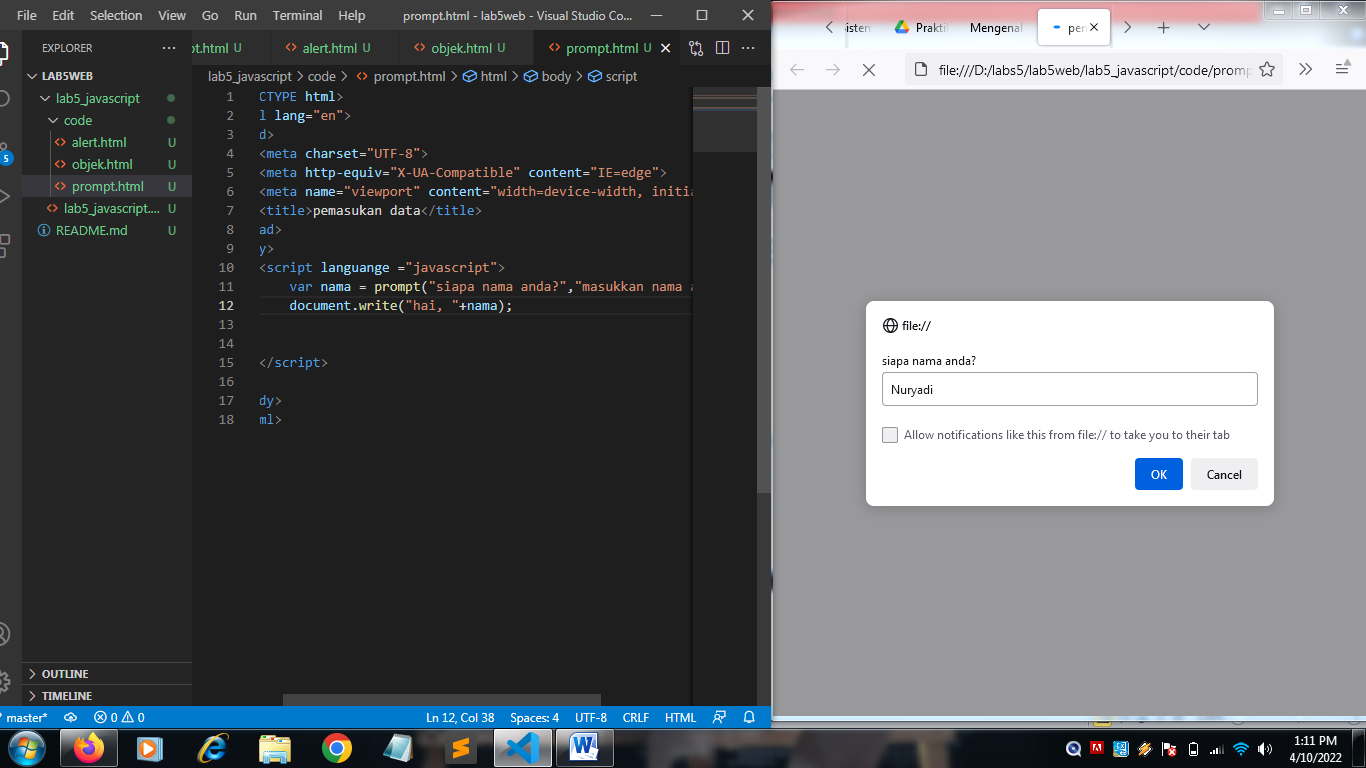 File Edit Selection View Go Run Terminal Help prompt.html - lab5web - Visual Studio Co...
EXPLORER
LAB5WEB
lab5_javascript
code
alert.html U
objek.html U
prompt.html U
lab5_javascript.... U
README.md U
OUTLINE
TIMELINE
5
pt.html U alert.html U objek.html U prompt.html U
lab5_javascript > code > prompt.html > html > body > script
1 CTYPE html>
2 l lang="en">
3 d>
4 <meta charset="UTF-8">
5 <meta http-equiv="X-UA-Compatible" content="IE=edge">
6 <meta name="viewport" content="width=device-width, initia
7 <title>pemasukan data</title>
8 ad>
9 y>
10 <script languange ="javascript">
11 var nama = prompt("siapa nama anda?","masukkan nama a
12 document.write("hai, "+nama);
13
14
15 </script>
16
17 dy>
18 ml>
master* 0 0 Ln 12, Col 38 Spaces: 4 UTF-8 CRLF HTML
istem Prakti Mengenal pen
file:///D:/labs5/lab5web/lab5_javascript/code/promp
file://
siapa nama anda?
Nuryadi
Allow notifications like this from file:// to take you to their tab
OK Cancel
1:11 PM
4/10/2022